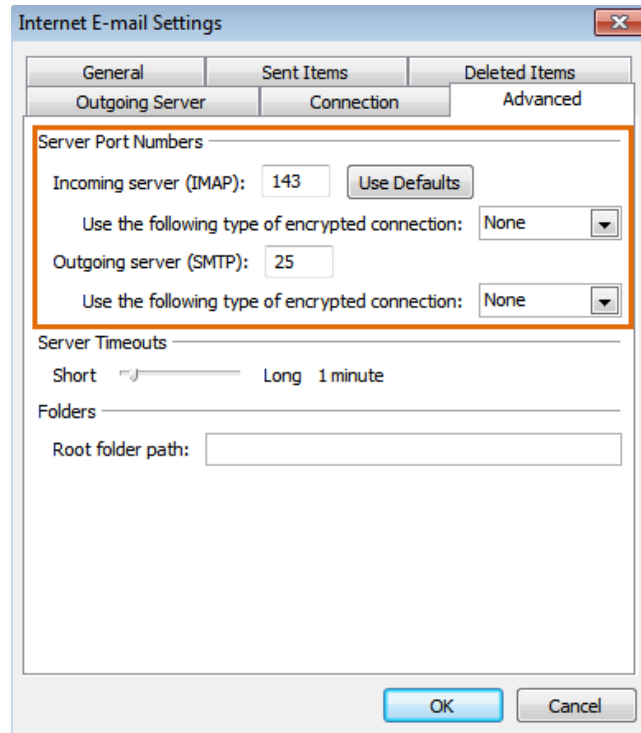 Internet E-mail Settings
General Sent Items Deleted Items
Outgoing Server Connection Advanced
Server Port Numbers
Incoming server (IMAP): 143 Use Defaults
Use the following type of encrypted connection: None
Outgoing server (SMTP): 25
Use the following type of encrypted connection: None
Server Timeouts
Short Long 1 minute
Folders
Root folder path:
OK Cancel